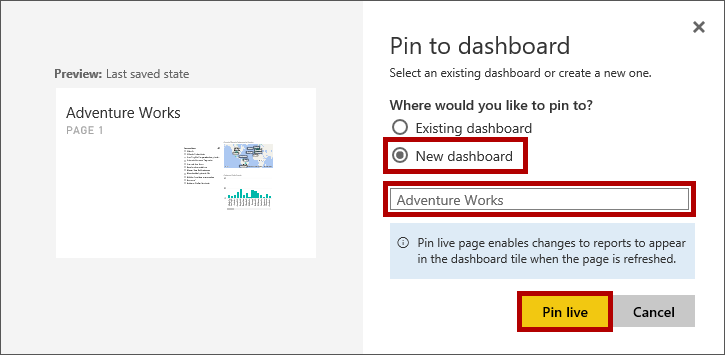 Pin to dashboard
Select an existing dashboard or create a new one.
Preview: Last saved state
Adventure Works
PAGE 1
Where would you like to pin to?
Existing dashboard
New dashboard
Adventure Works
Pin live page enables changes to reports to appear
in the dashboard tile when the page is refreshed.
Pin live
Cancel